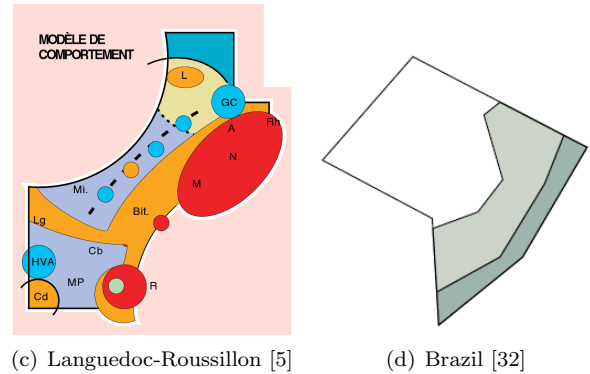 MODÈLE DE
COMPORTEMENT
L
GC
A
Rh
N
M
Mi.
Bit.
Lg
Cb
HVA
MP
R
Cd
(c) Languedoc-Roussillon [5]
(d) Brazil [32]